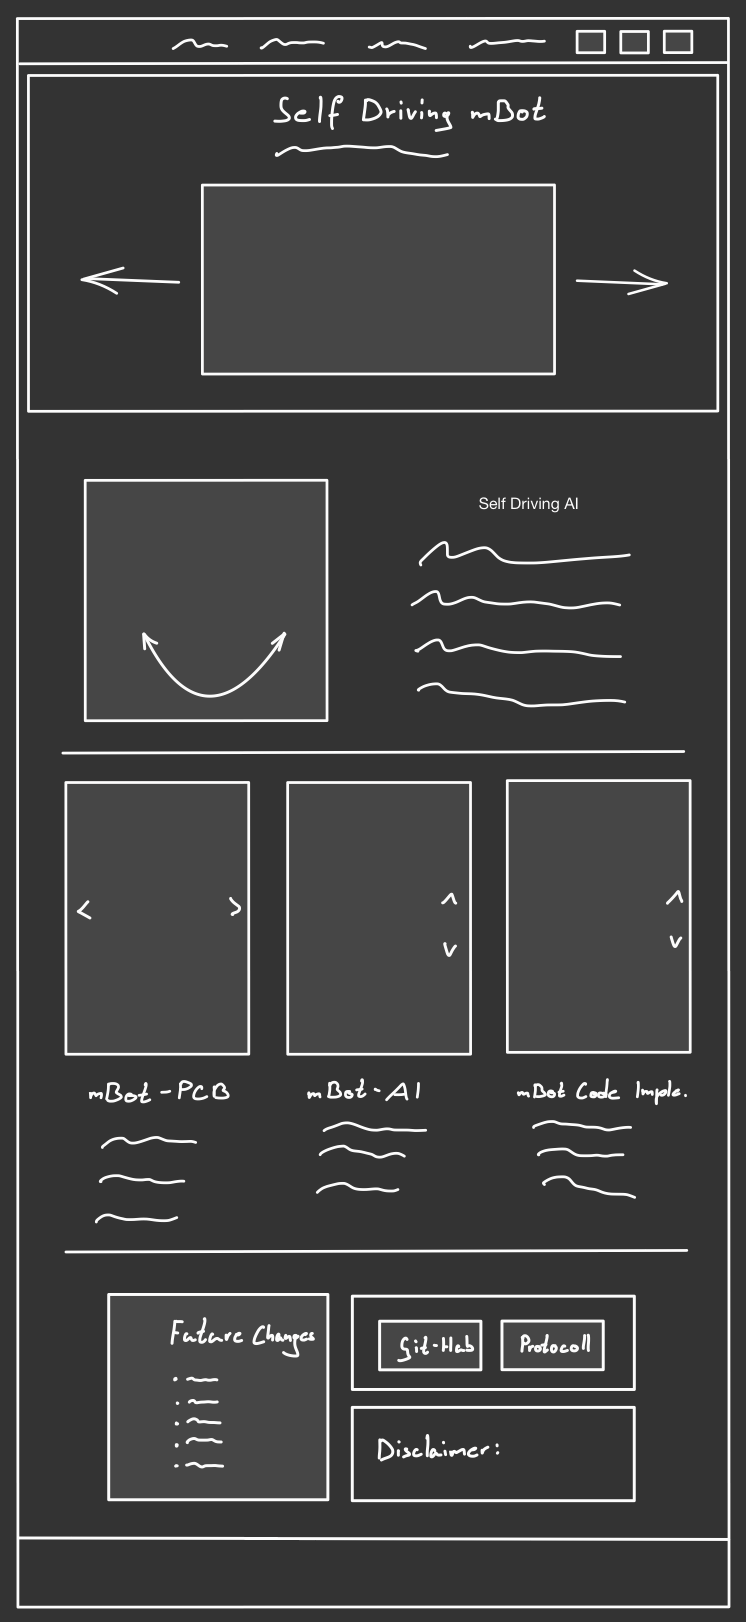 Self Driving mBot
Self Driving AI
mBot-PCB
mBot-AI
mBot Code Imple.
Future Changes
Git-Hub
Protocoll
Disclaimer: